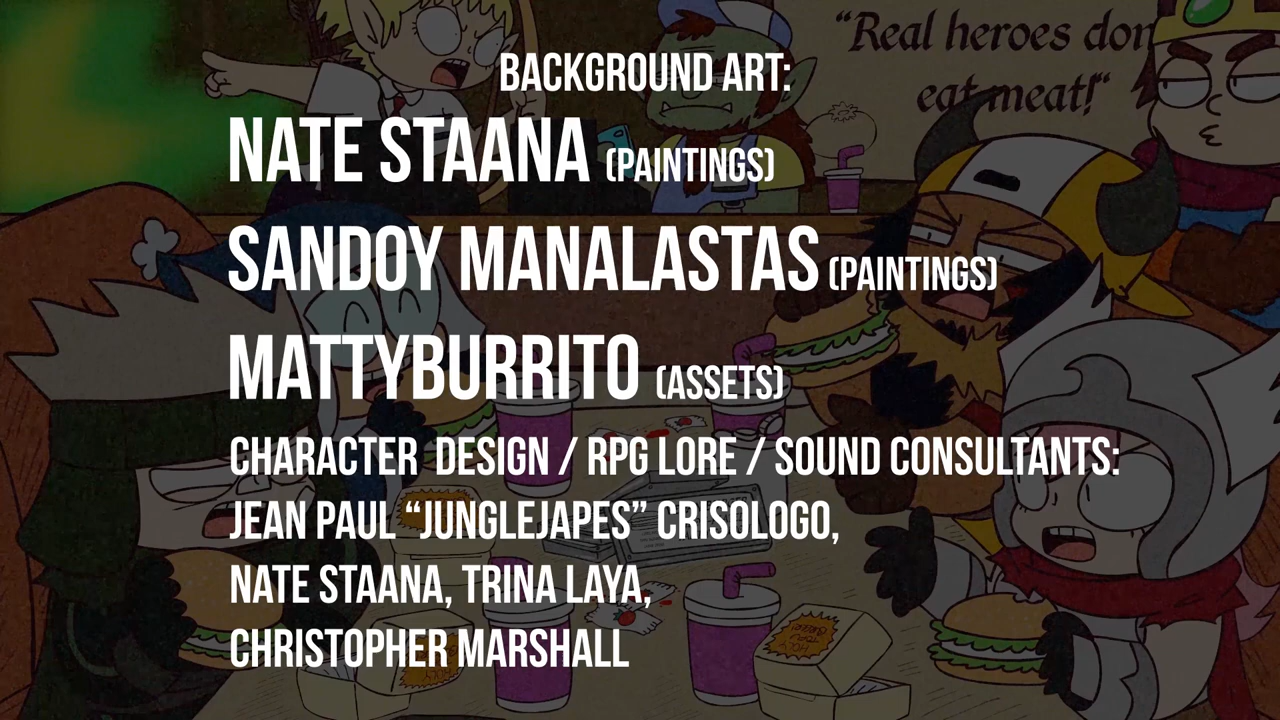 “Real heroes don
eat meat!“
BACKGROUND ART:
NATE STAANA (PAINTINGS)
SANDOY MANALASTAS (PAINTINGS)
MATTYBURRITO (ASSETS)
CHARACTER DESIGN / RPG LORE / SOUND CONSULTANTS:
JEAN PAUL “JUNGLEJAPES” CRISOLOGO,
NATE STAANA, TRINA LAYA,
CHRISTOPHER MARSHALL